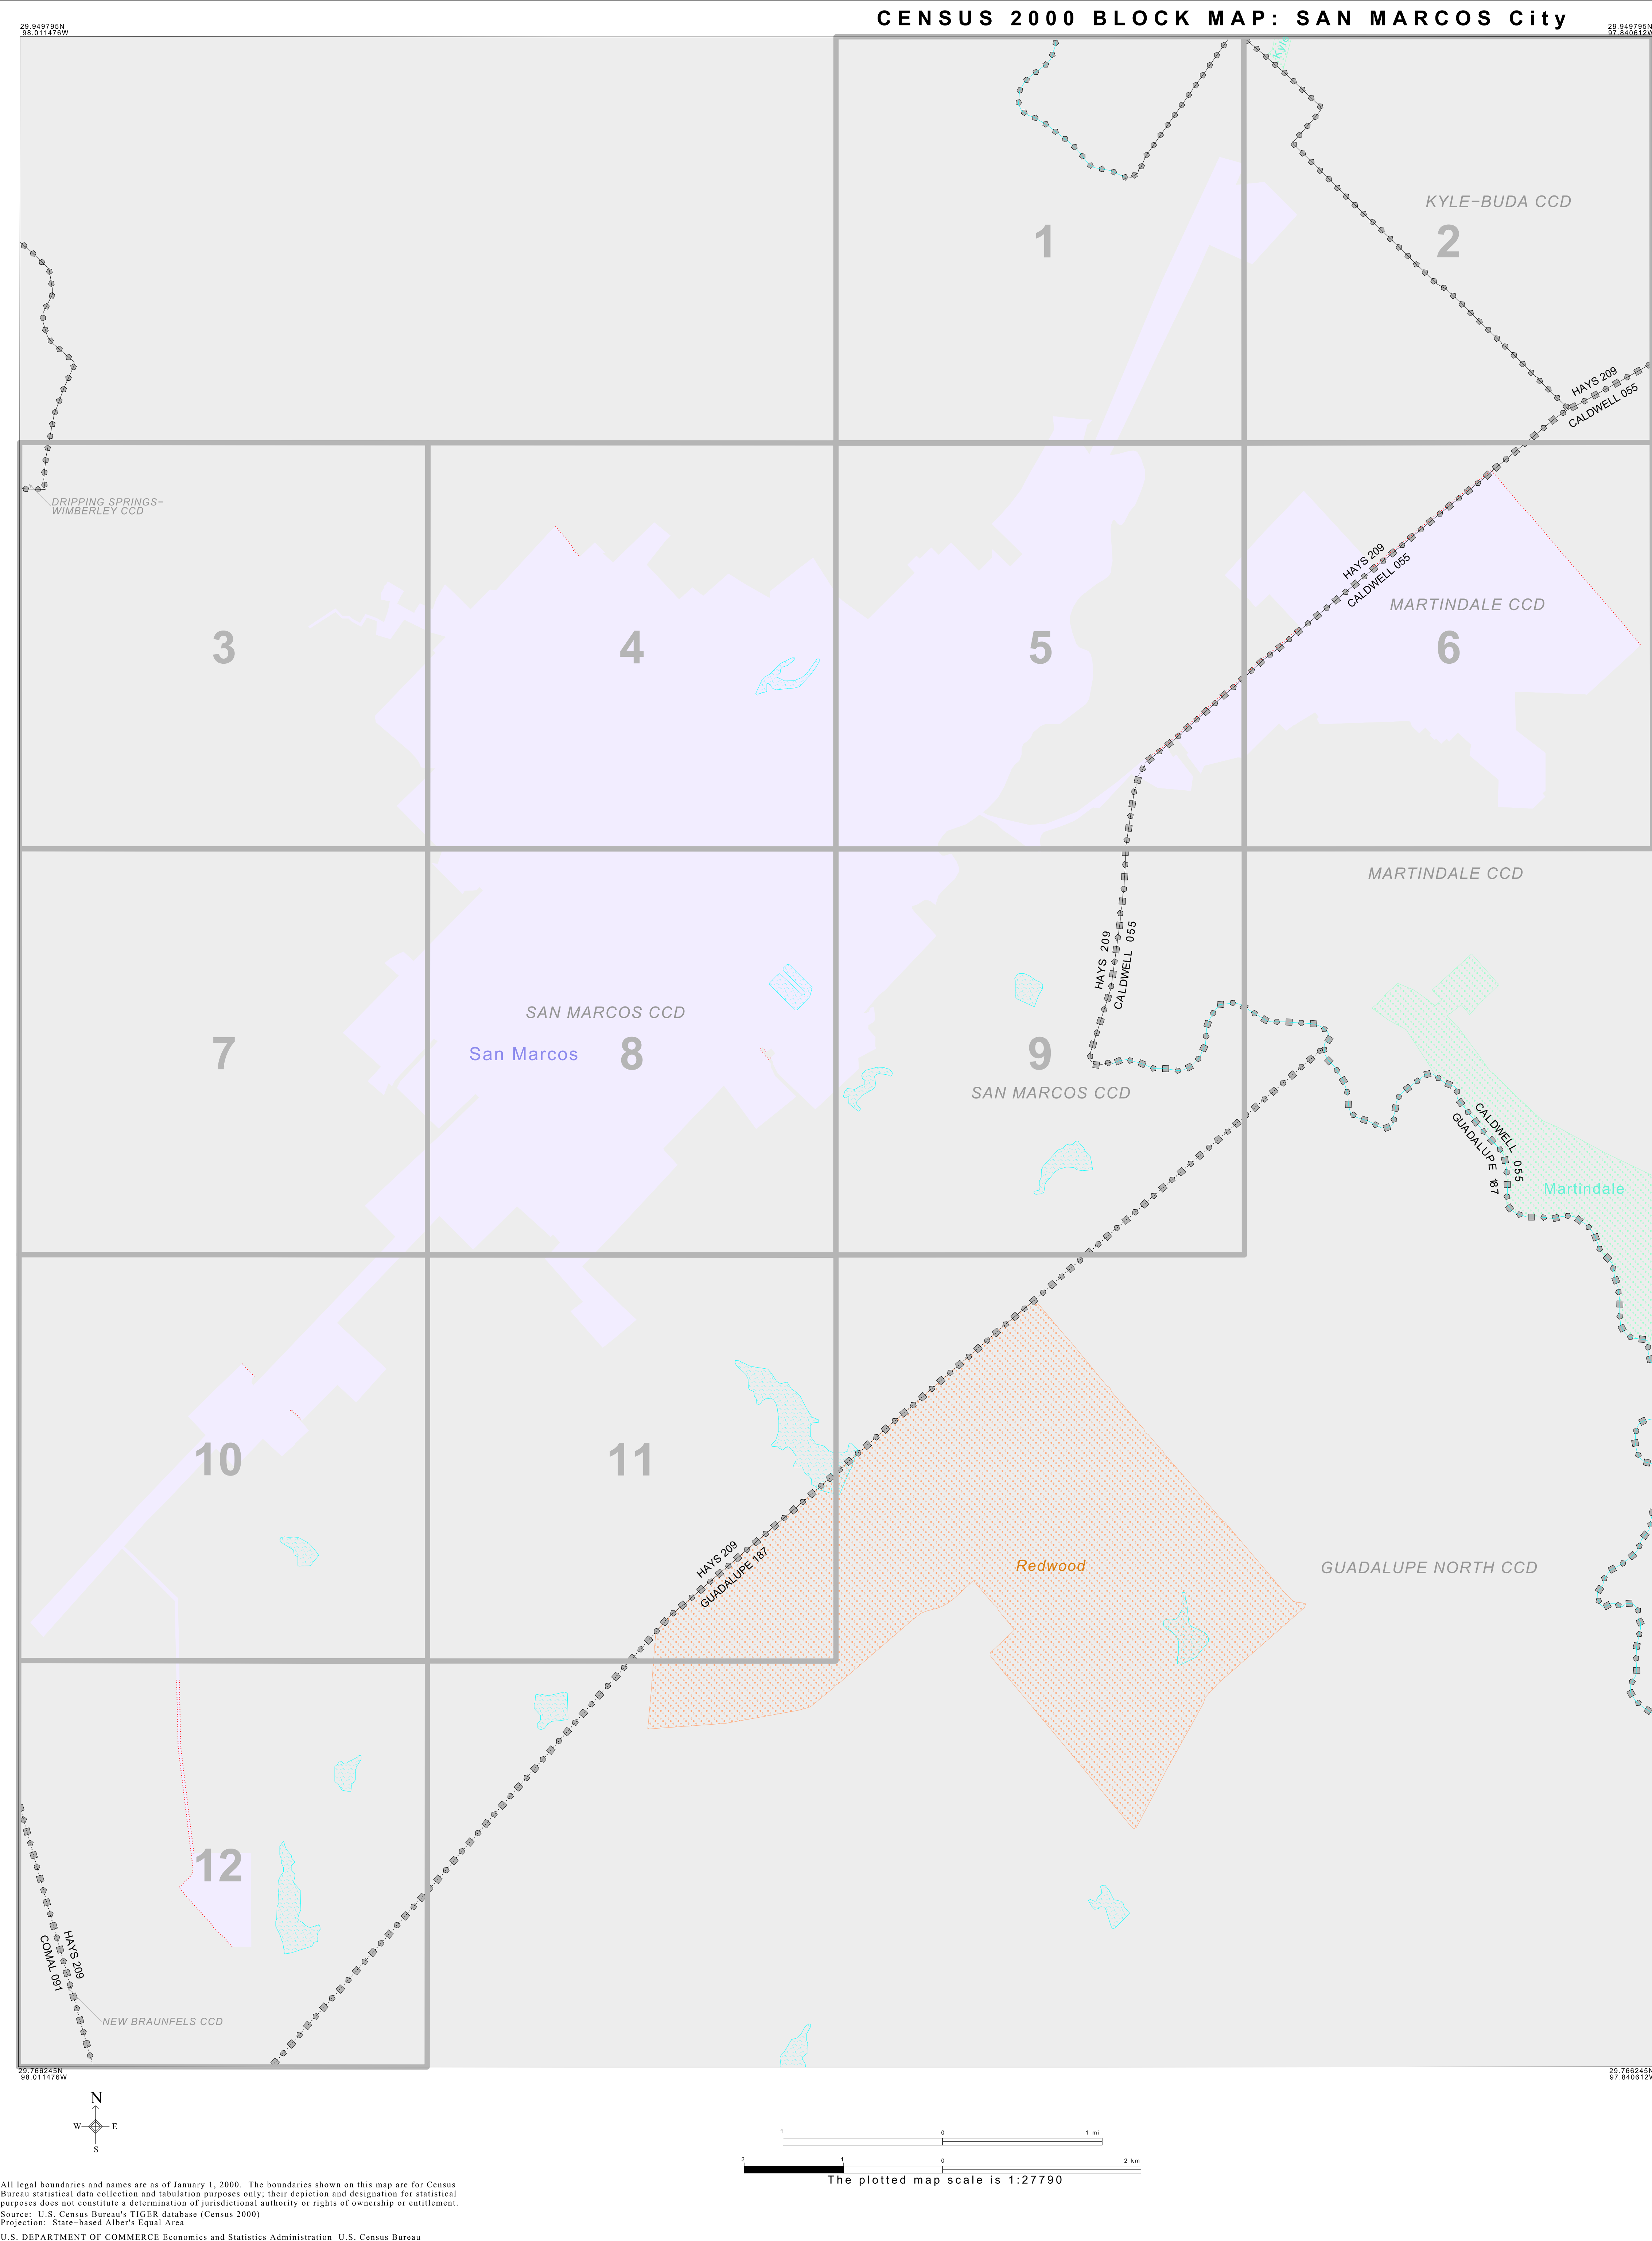 CENSUS 2000 BLOCK MAP: SAN MARCOS City
29.949795N
98.011476W
29.949795N
97.840612W
Kyle
KYLE−BUDA CCD
1
2
HAYS 209
CALDWELL 055
DRIPPING SPRINGS−
WIMBERLEY CCD
HAYS 209
CALDWELL 055
MARTINDALE CCD
3
4
5
6
MARTINDALE CCD
HAYS 209
CALDWELL 055
SAN MARCOS CCD
San Marcos
7
8
9
SAN MARCOS CCD
CALDWELL 055
GUADALUPE 187
Martindale
10
11
HAYS 209
GUADALUPE 187
Redwood
GUADALUPE NORTH CCD
12
HAYS 209
COMAL 091
NEW BRAUNFELS CCD
29.766245N
98.011476W
29.766245N
97.840612W
N
W
E
S
1
0
1 mi
2
1
0
2 km
The plotted map scale is 1:27790
All legal boundaries and names are as of January 1, 2000. The boundaries shown on this map are for Census
Bureau statistical data collection and tabulation purposes only; their depiction and designation for statistical
purposes does not constitute a determination of jurisdictional authority or rights of ownership or entitlement.
Source: U.S. Census Bureau's TIGER database (Census 2000)
Projection: State−based Alber's Equal Area
U.S. DEPARTMENT OF COMMERCE Economics and Statistics Administration U.S. Census Bureau